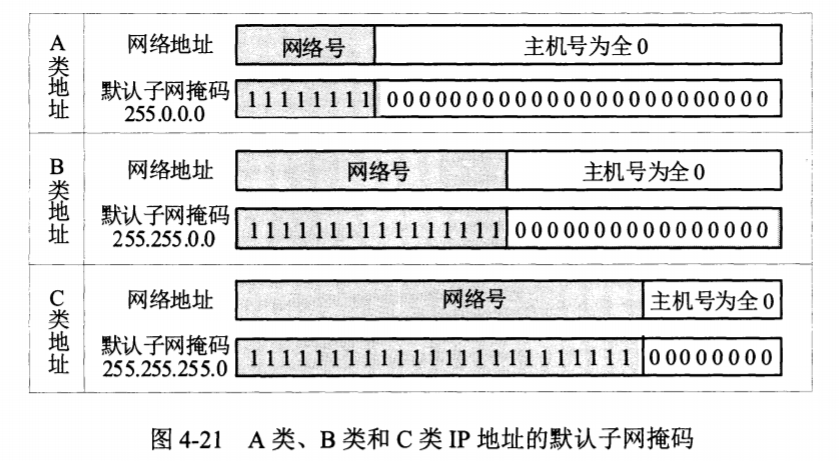 A类地址
网络地址 网络号 主机号为全0
默认子网掩码 255.0.0.0 11111111 000000000000000000000000
B类地址
网络地址 网络号 主机号为全0
默认子网掩码 255.255.0.0 1111111111111111 0000000000000000
C类地址
网络地址 网络号 主机号为全0
默认子网掩码 255.255.255.0 111111111111111111111111 00000000
图 4-21 A 类、B 类和 C 类 IP 地址的默认子网掩码